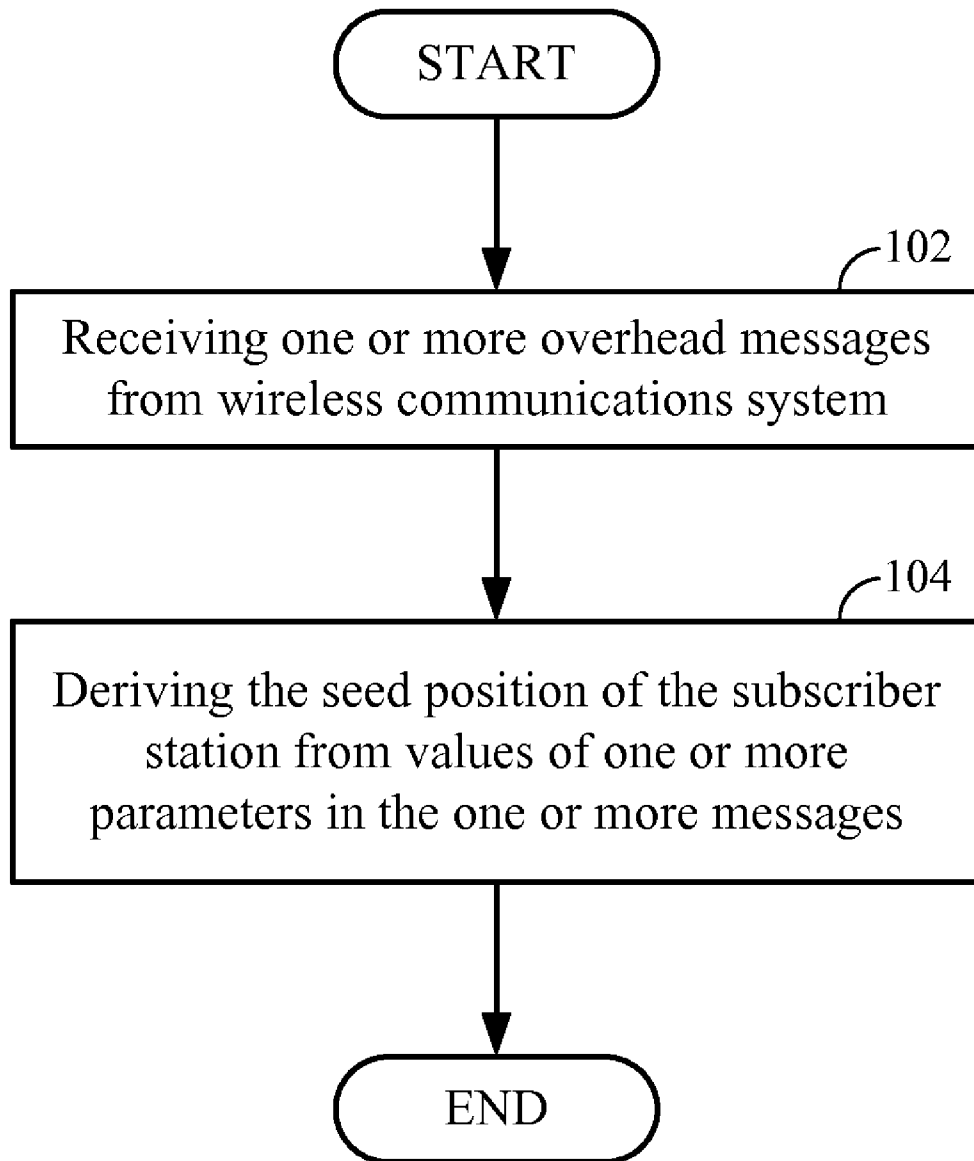 START
102
Receiving one or more overhead messages
from wireless communications system
104
Deriving the seed position of the subscriber
station from values of one or more
parameters in the one or more messages
END